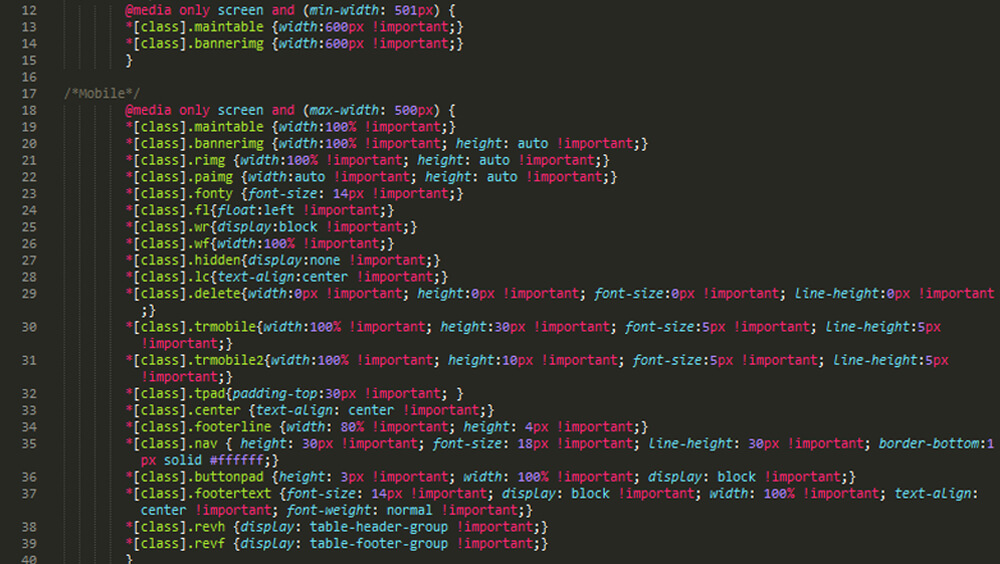 12 @media only screen and (min-width: 501px) {
13 *[class].maintable {width:600px !important;}
14 *[class].bannerimg {width:600px !important;}
15 }
16
17 /*Mobile*/
18 @media only screen and (max-width: 500px) {
19 *[class].maintable {width:100% !important;}
20 *[class].bannerimg {width:100% !important; height: auto !important;}
21 *[class].rimg {width:100% !important; height: auto !important;}
22 *[class].paimg {width:auto !important; height: auto !important;}
23 *[class].fonty {font-size: 14px !important;}
24 *[class].fl{float:left !important;}
25 *[class].wr{display:block !important;}
26 *[class].wf{width:100% !important;}
27 *[class].hidden{display:none !important;}
28 *[class].lc{text-align:center !important;}
29 *[class].delete{width:0px !important; height:0px !important; font-size:0px !important; line-height:0px !important
;}
30 *[class].trmobile{width:100% !important; height:30px !important; font-size:5px !important; line-height:5px
!important;}
31 *[class].trmobile2{width:100% !important; height:10px !important; font-size:5px !important; line-height:5px
!important;}
32 *[class].tpad{padding-top:30px !important; }
33 *[class].center {text-align: center !important;}
34 *[class].footerline {width: 80% !important; height: 4px !important;}
35 *[class].nav { height: 30px !important; font-size: 18px !important; line-height: 30px !important; border-bottom:1
px solid #ffffff;}
36 *[class].buttonpad {height: 3px !important; width: 100% !important; display: block !important;}
37 *[class].footertext {font-size: 14px !important; display: block !important; width: 100% !important; text-align:
center !important; font-weight: normal !important;}
38 *[class].revh {display: table-header-group !important;}
39 *[class].revf {display: table-footer-group !important;}
40 }